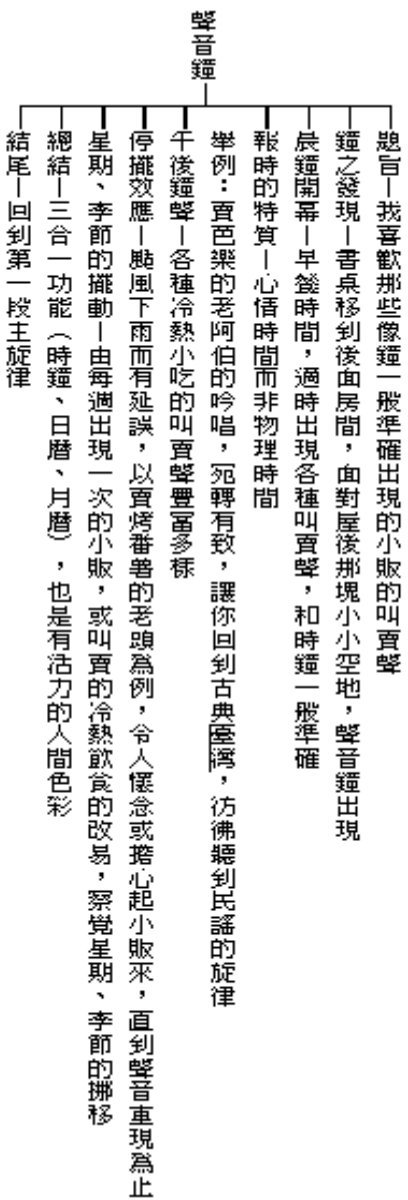 聲音鐘
題旨－我喜歡那些像鐘一般準確出現的小販的叫賣聲
鐘之發現－書桌移到後面房間，面對屋後那塊小小空地，聲音鐘出現
晨鐘開幕－早餐時間，適時出現各種叫賣聲，和時鐘一般準確
報時的特質－心情時間而非物理時間
舉例：賣芭樂的老阿伯的吟唱，宛轉有致，讓你回到古典臺灣，彷彿聽到民謠的旋律
午後鐘聲－各種冷熱小吃的叫賣聲豐富多樣
停擺效應－颱風下雨而有延誤，以賣烤番薯的老頭為例，令人懷念或擔心起小販來，直到聲音重現為止
星期、季節的擺動－由每週出現一次的小販，或叫賣的冷熱飲食的改易，察覺星期、季節的挪移
總結－三合一功能（時鐘、日曆、月曆），也是有活力的人間色彩
結尾－回到第一段主旋律